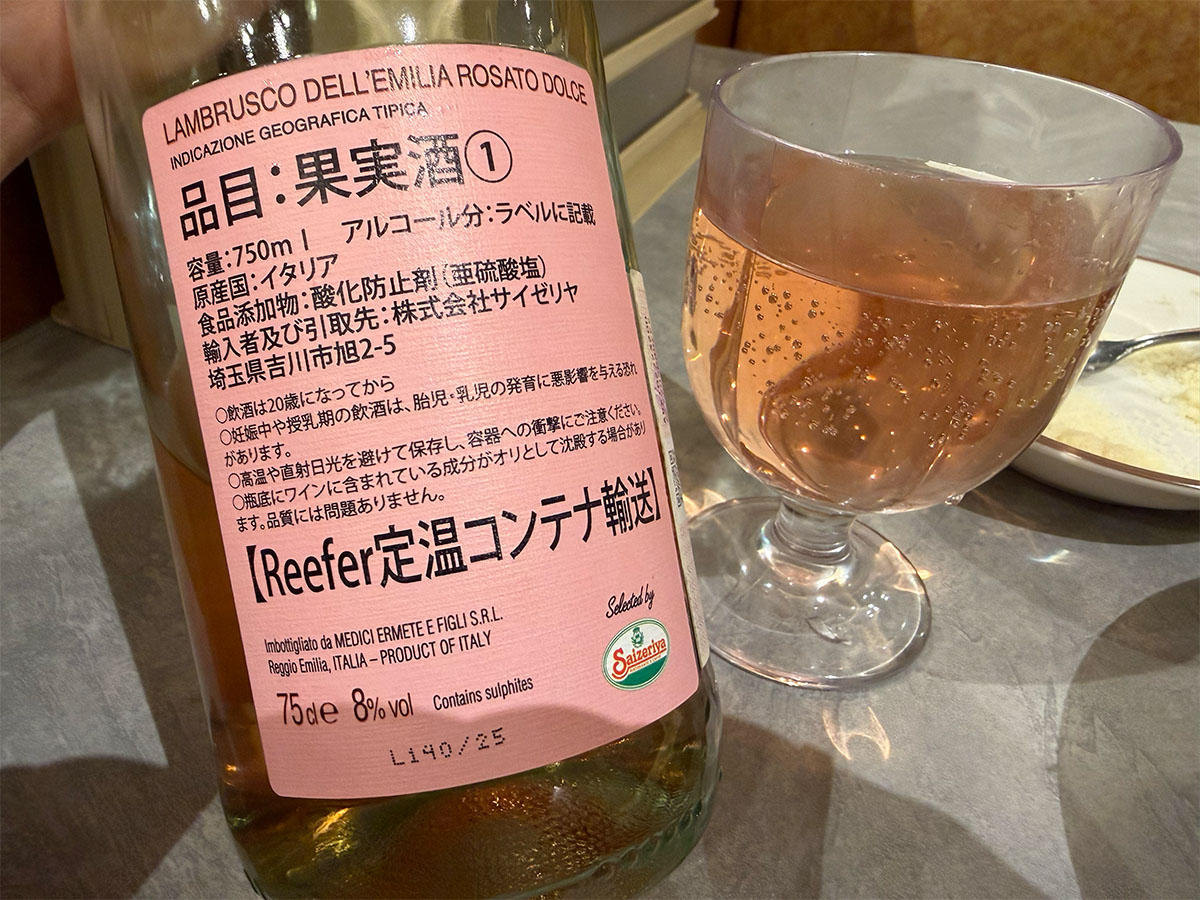 LAMBRUSCO DELL'EMILIA ROSATO DOLCE
INDICAZIONE GEOGRAFICA TIPICA
品目:果実酒①
容量:750ml アルコール分:ラベルに記載
原産国:イタリア
食品添加物:酸化防止剤(亜硫酸塩)
輸入者及び引取先:株式会社サイゼリヤ
埼玉県吉川市旭2-5
○飲酒は20歳になってから
○妊娠中や授乳期の飲酒は、胎児・乳児の発育に悪影響を与える恐れ
があります。
○高温や直射日光を避けて保存し、容器への衝撃にご注意ください。
○瓶底にワインに含まれている成分がオリとして沈殿する場合があり
ます。品質には問題ありません。
【Reefer定温コンテナ輸送】
Imbottigliato da MEDICI ERMETE E FIGLI S.R.L.
Reggio Emilia, ITALIA – PRODUCT OF ITALY
Selected by
Saizeriya
75cl e 8% vol Contains sulphites
L140/25